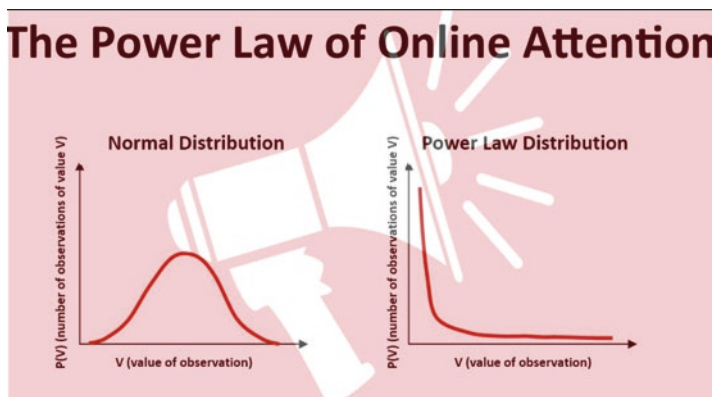 The Power Law of Online Attention
Normal Distribution
P(V) (number of observations of value V)
V (value of observation)
Power Law Distribution
P(V) (number of observations of value V)
V (value of observation)